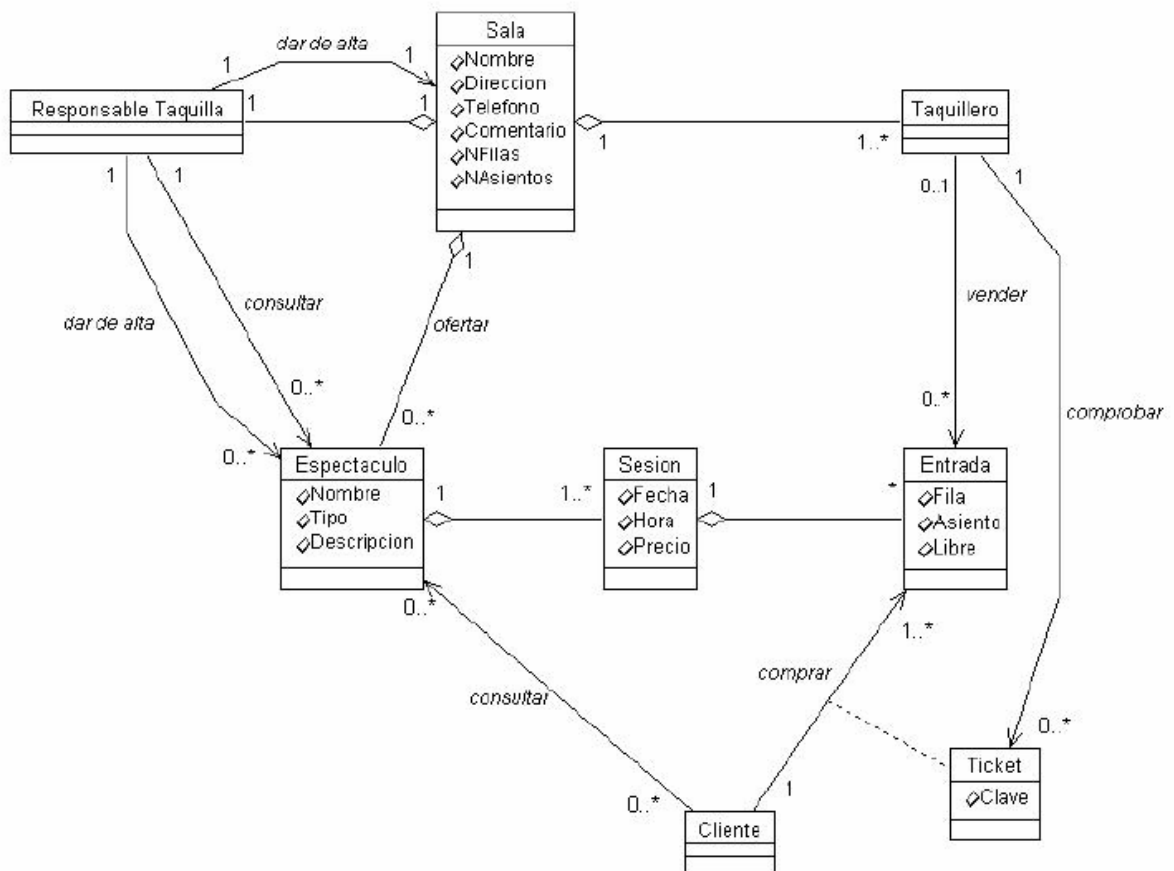 Sala
Nombre
Direccion
Telefono
Comentario
NFilas
NAsientos
dar de alta
1
1
Responsable Taquilla
1
1
1
1..*
Taquillero
1
1
0..1
1
1
dar de alta
consultar
ofertar
vender
comprobar
0..*
0..*
0..*
0..*
Espectaculo
Nombre
Tipo
Descripcion
1
1..*
Sesion
Fecha
Hora
Precio
1
*
Entrada
Fila
Asiento
Libre
0..*
1..*
consultar
comprar
0..*
1
0..*
Ticket
Clave
Cliente